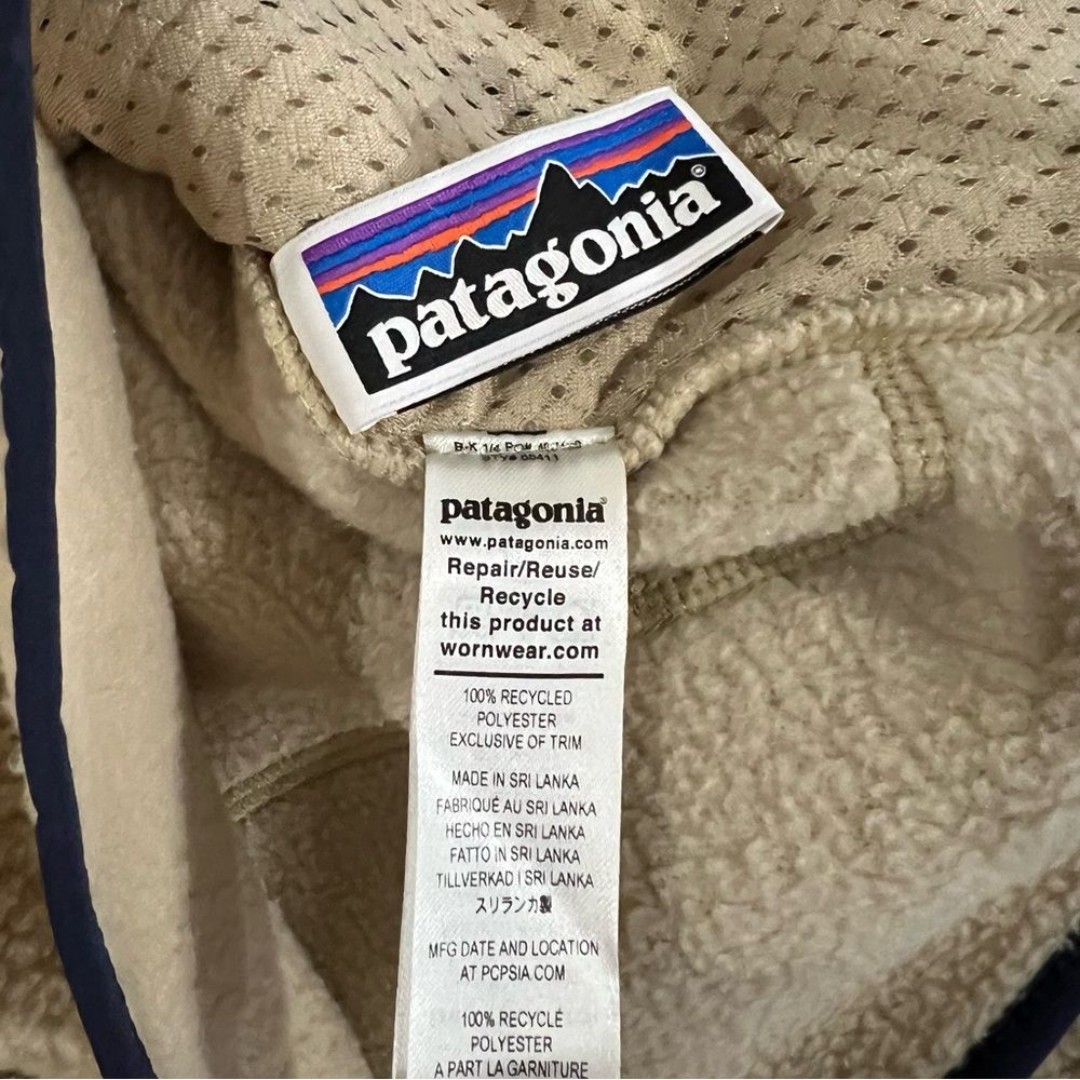 patagonia®
B-K 1/4
patagonia®
www.patagonia.com
Repair/Reuse/
Recycle
this product at
wornwear.com
100% RECYCLED
POLYESTER
EXCLUSIVE OF TRIM
MADE IN SRI LANKA
FABRIQUÉ AU SRI LANKA
HECHO EN SRI LANKA
FATTO IN SRI LANKA
TILLVERKAD I SRI LANKA
スリランカ製
MFG DATE AND LOCATION
AT PCPSIA.COM
100% RECYCLÉ
POLYESTER
A PART LA GARNITURE